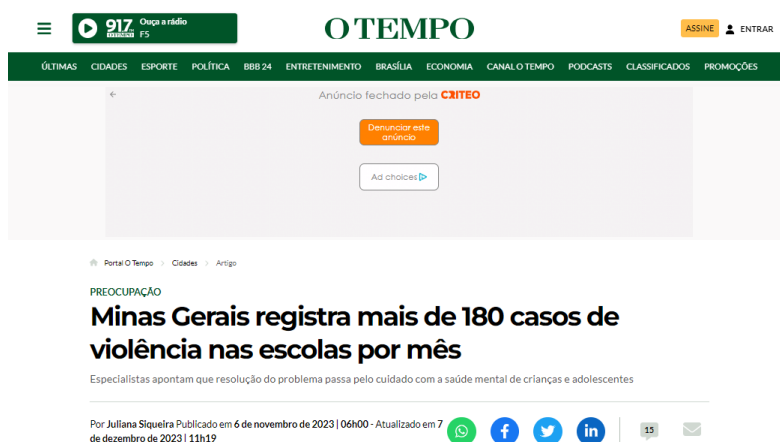 917
O TEMPO
Ouça a rádio
F5
O TEMPO
ASSINE
ENTRAR
ÚLTIMAS CIDADES ESPORTE POLÍTICA BBB 24 ENTRETENIMENTO BRASÍLIA ECONOMIA CANAL O TEMPO PODCASTS CLASSIFICADOS PROMOÇÕES
Anúncio fechado pela CRITEO
Denunciar este
anúncio
Ad choices
Portal O Tempo > Cidades > Artigo
PREOCUPAÇÃO
Minas Gerais registra mais de 180 casos de
violência nas escolas por mês
Especialistas apontam que resolução do problema passa pelo cuidado com a saúde mental de crianças e adolescentes
Por Juliana Siqueira Publicado em 6 de novembro de 2023 | 06h00 - Atualizado em 7
de dezembro de 2023 | 11h19
15